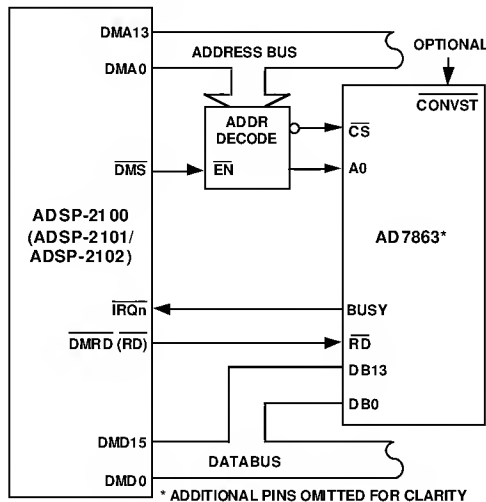 DMA13
ADDRESS BUS
DMA0
OPTIONAL
CONVST
ADDR
DECODE
CS
DMS
EN
A0
ADSP-2100
(ADSP-2101/
ADSP-2102)
AD7863*
IRQn
BUSY
DMRD (RD)
RD
DB13
DB0
DMD15
DATABUS
DMD0
* ADDITIONAL PINS OMITTED FOR CLARITY